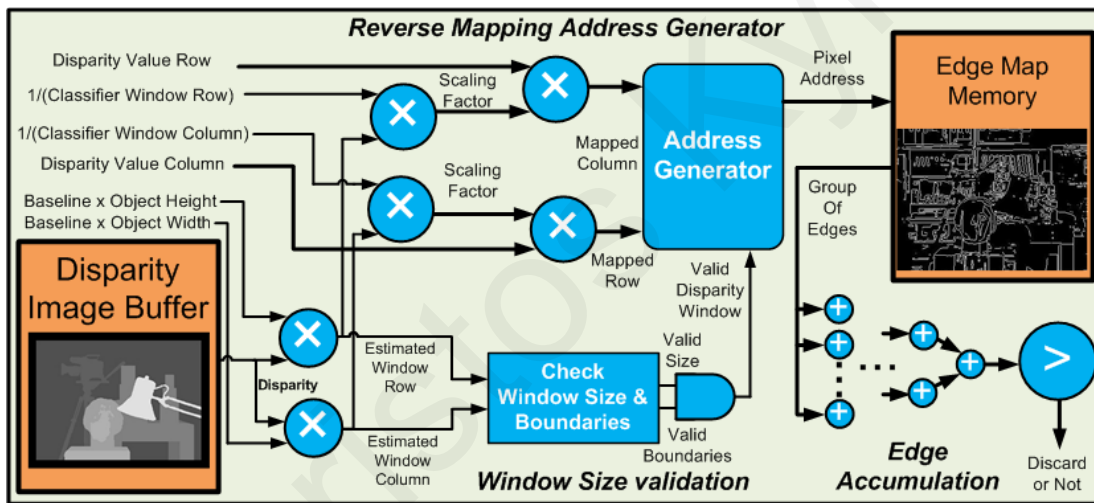 Reverse Mapping Address Generator
Disparity Value Row
1/(Classifier Window Row)
1/(Classifier Window Column)
Disparity Value Column
Baseline x Object Height
Baseline x Object Width
Scaling
Factor
×
×
Scaling
Factor
×
×
Mapped
Column
Mapped
Row
Address
Generator
Pixel
Address
Edge Map
Memory
Group
Of
Edges
Disparity
Image Buffer
Disparity
×
×
Estimated
Window
Row
Estimated
Window
Column
Check
Window Size &
Boundaries
Valid
Size
Valid
Boundaries
Valid
Disparity
Window
Window Size validation
+
+
+
+
+
+
>
Edge
Accumulation
Discard
or Not